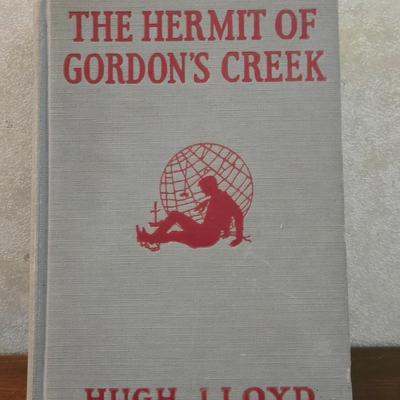 THE HERMIT OF
GORDON'S CREEK
HUGH LLOYD